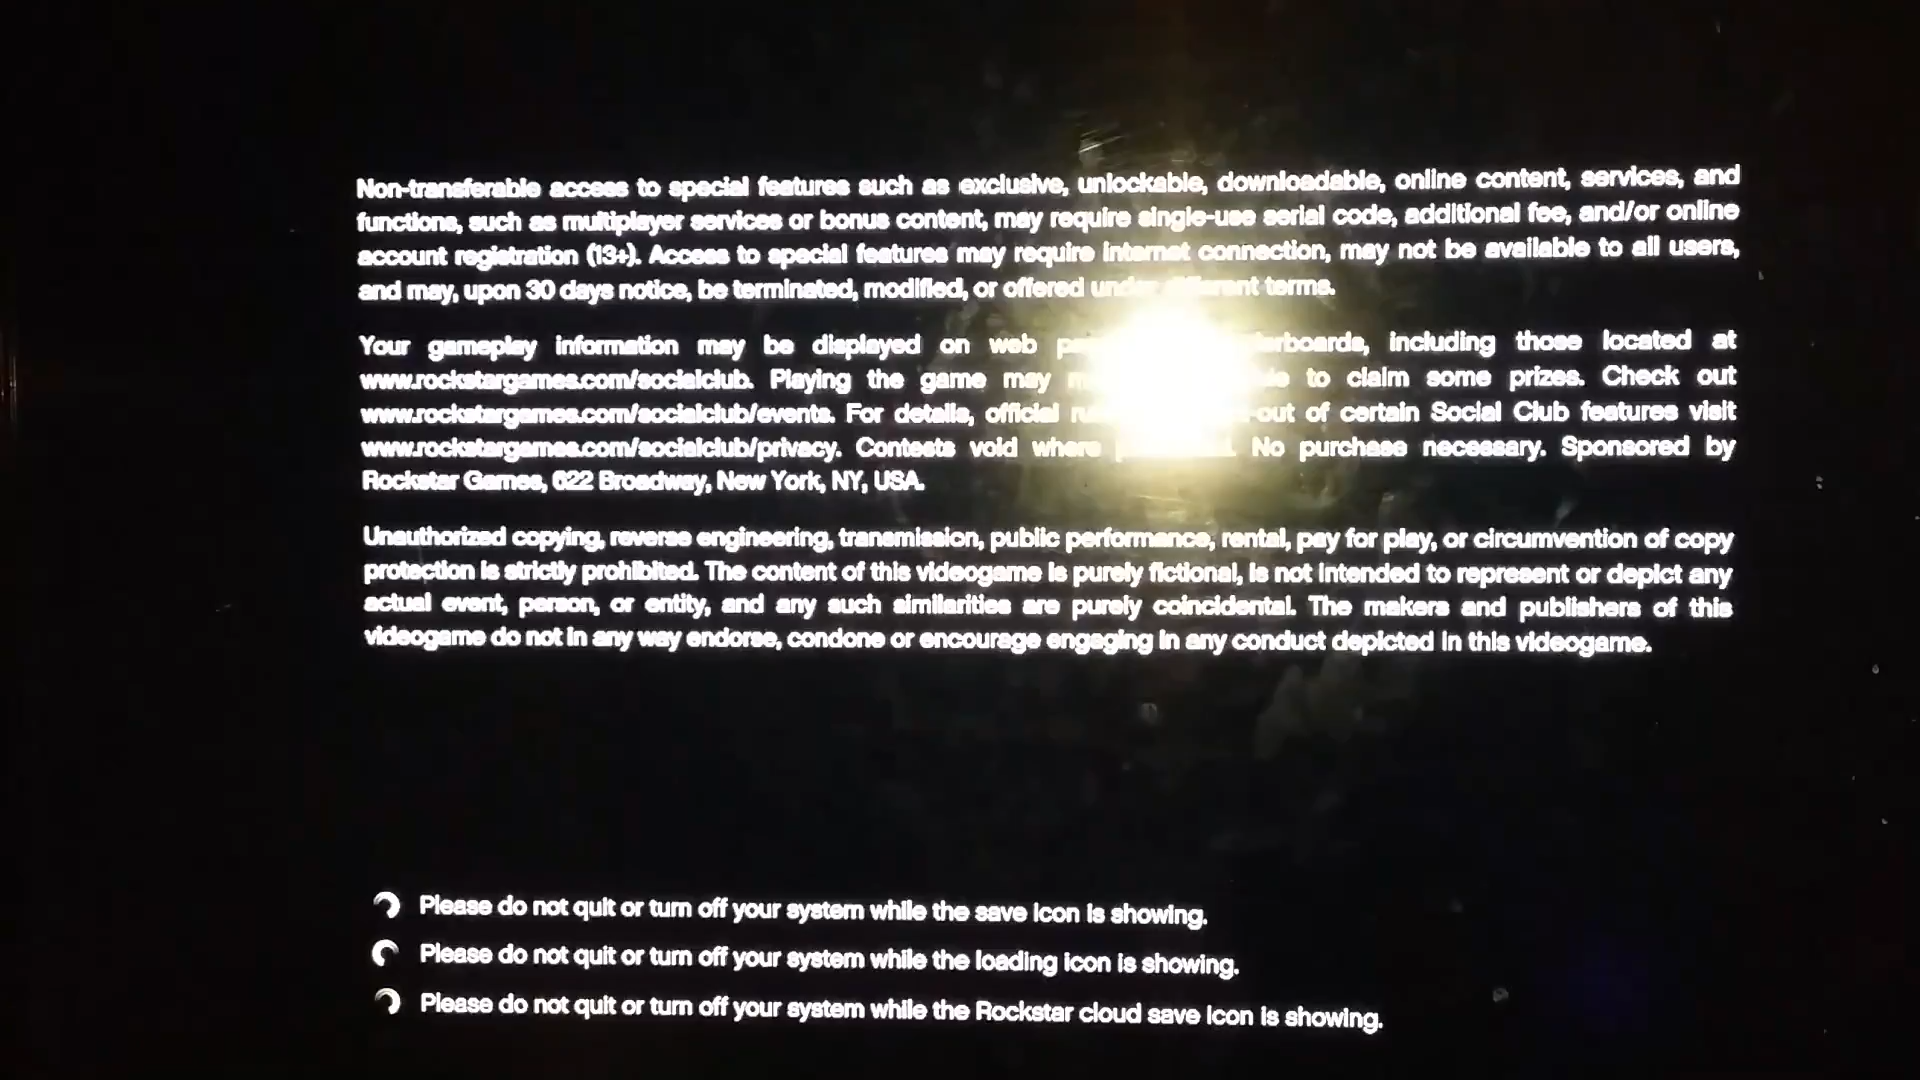 Non-transferable access to special features such as exclusive, unlockable, downloadable, online content, services, and
functions, such as multiplayer services or bonus content, may require single-use serial code, additional fee, and/or online
account registration (13+). Access to special features may require internet connection, may not be available to all users,
and may, upon 30 days notice, be terminated, modified, or offered under different terms.
Your gameplay information may be displayed on web including those located at
www.rockstargames.com/socialclub. Playing the game may to claim some prizes. Check out
www.rockstargames.com/socialclub/events. For details, official out of certain Social Club features visit
www.rockstargames.com/socialclub/privacy. Contests void where No purchase necessary. Sponsored by
Rockstar Games, 622 Broadway, New York, NY, USA.
Unauthorized copying, reverse engineering, transmission, public performance, rental, pay for play, or circumvention of copy
protection is strictly prohibited. The content of this videogame is purely fictional, is not intended to represent or depict any
actual event, person, or entity, and any such similarities are purely coincidental. The makers and publishers of this
videogame do not in any way endorse, condone or encourage engaging in any conduct depicted in this videogame.
Please do not quit or turn off your system while the save icon is showing.
Please do not quit or turn off your system while the loading icon is showing.
Please do not quit or turn off your system while the Rockstar cloud save icon is showing.